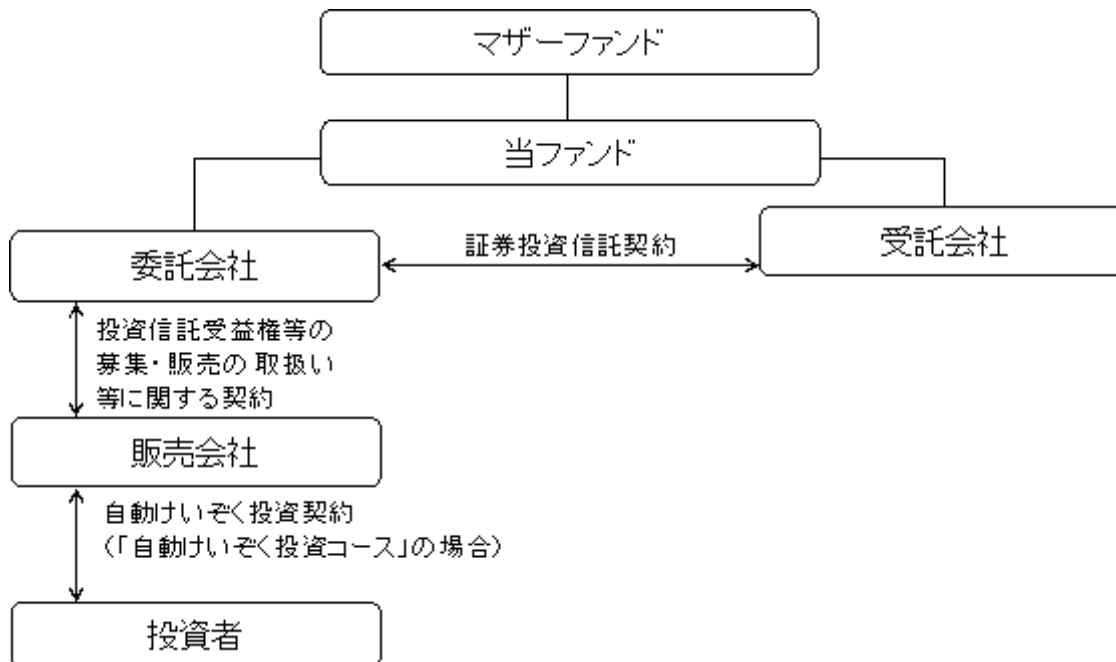 マザーファンド
当ファンド
委託会社
証券投資信託契約
受託会社
投資信託受益権等の
募集・販売の取扱い
等に関する契約
販売会社
自動けいぞく投資契約
(「自動けいぞく投資コース」の場合)
投資者